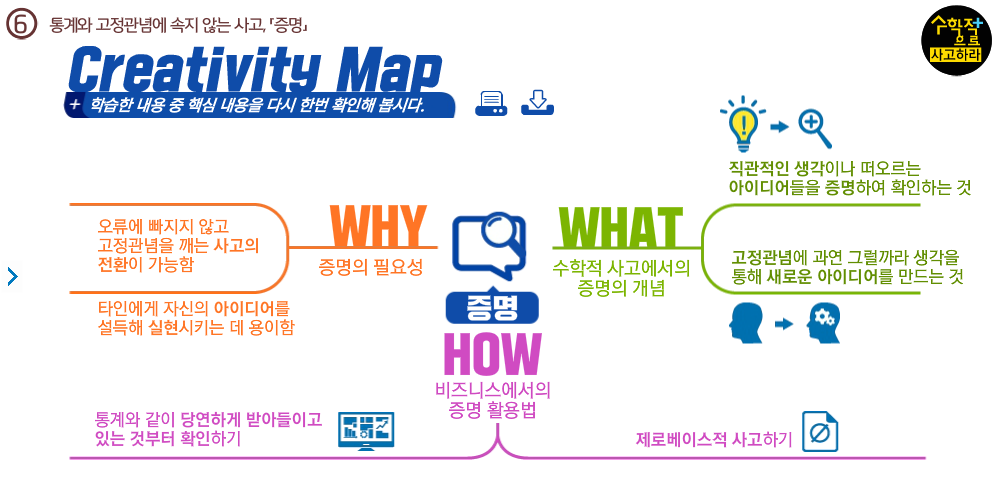 6 통계와 고정관념에 속지 않는 사고, 「증명」
수학적+
으로
사고하라
Creativity Map
+ 학습한 내용 중 핵심 내용을 다시 한번 확인해 봅시다.
직관적인 생각이나 떠오르는
아이디어들을 증명하여 확인하는 것
오류에 빠지지 않고
고정관념을 깨는 사고의
전환이 가능함
WHY
증명의 필요성
타인에게 자신의 아이디어를
설득해 실현시키는 데 용이함
증명
WHAT
수학적 사고에서의
증명의 개념
고정관념에 과연 그럴까라 생각을
통해 새로운 아이디어를 만드는 것
HOW
비즈니스에서의
증명 활용법
통계와 같이 당연하게 받아들이고
있는 것부터 확인하기
제로베이스적 사고하기